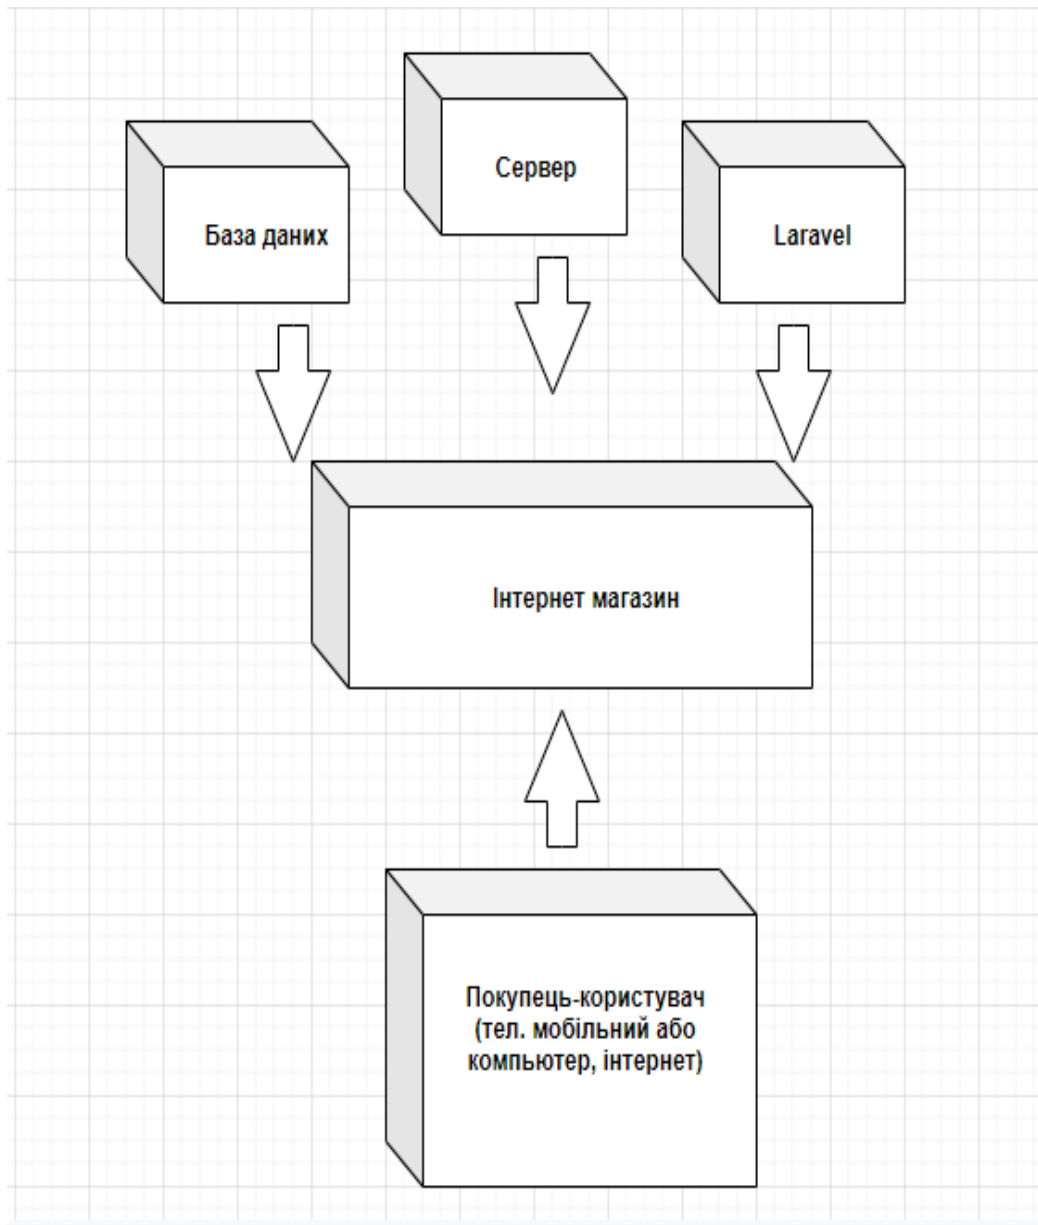 Сервер
База даних
Laravel
Інтернет магазин
Покупець-користувач
(тел. мобільний або
компьютер, інтернет)